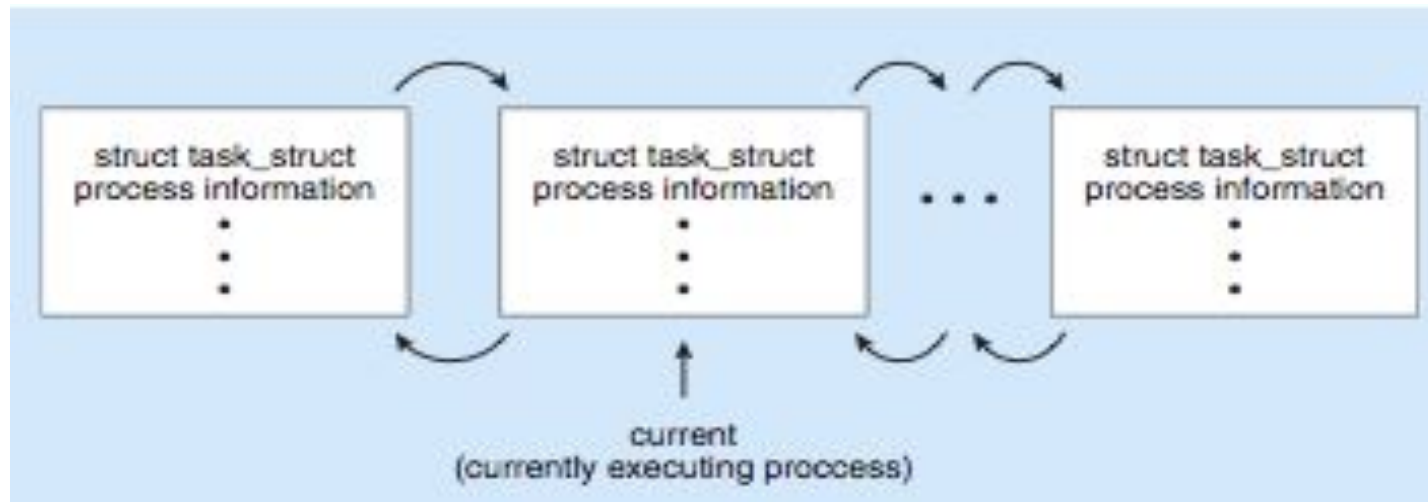 struct task_struct
process information
struct task_struct
process information
struct task_struct
process information
current
(currently executing proccess)